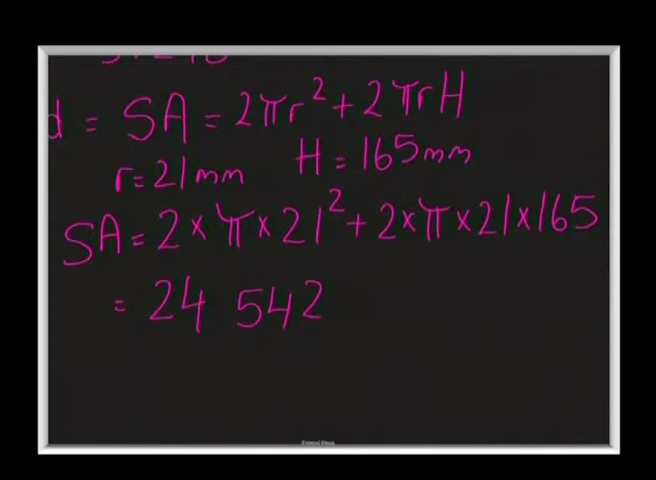 d = SA = 2πr² + 2πrH
r = 21mm H = 165mm
SA = 2 × π × 21² + 2 × π × 21 × 165
= 24 542